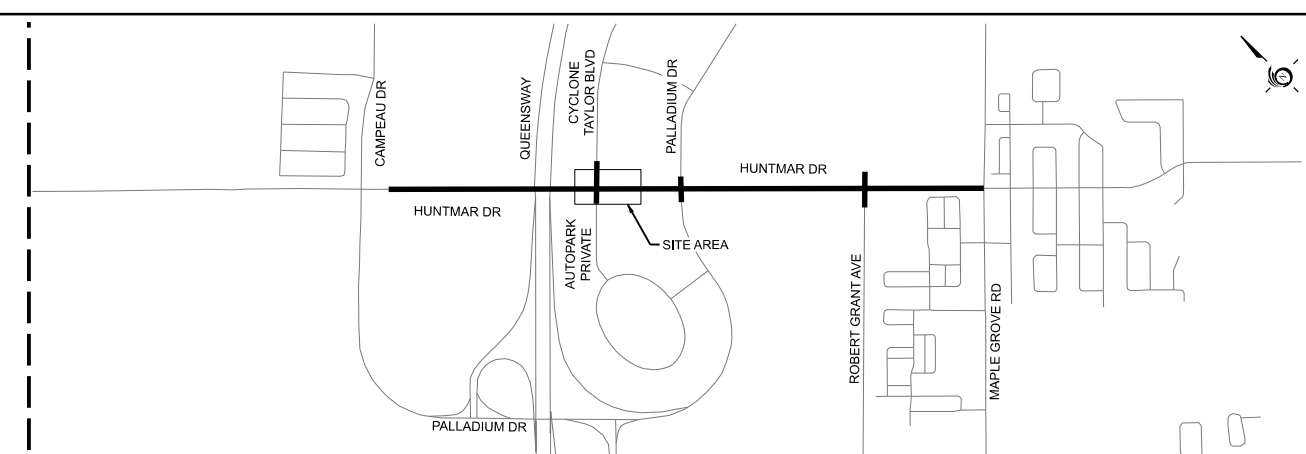 CAMPEAU DR
QUEENSWAY
CYCLONE
TAYLOR BLVD
PALLADIUM DR
HUNTMAR DR
HUNTMAR DR
AUTOPARK
PRIVATE
SITE AREA
ROBERT GRANT AVE
MAPLE GROVE RD
PALLADIUM DR
N